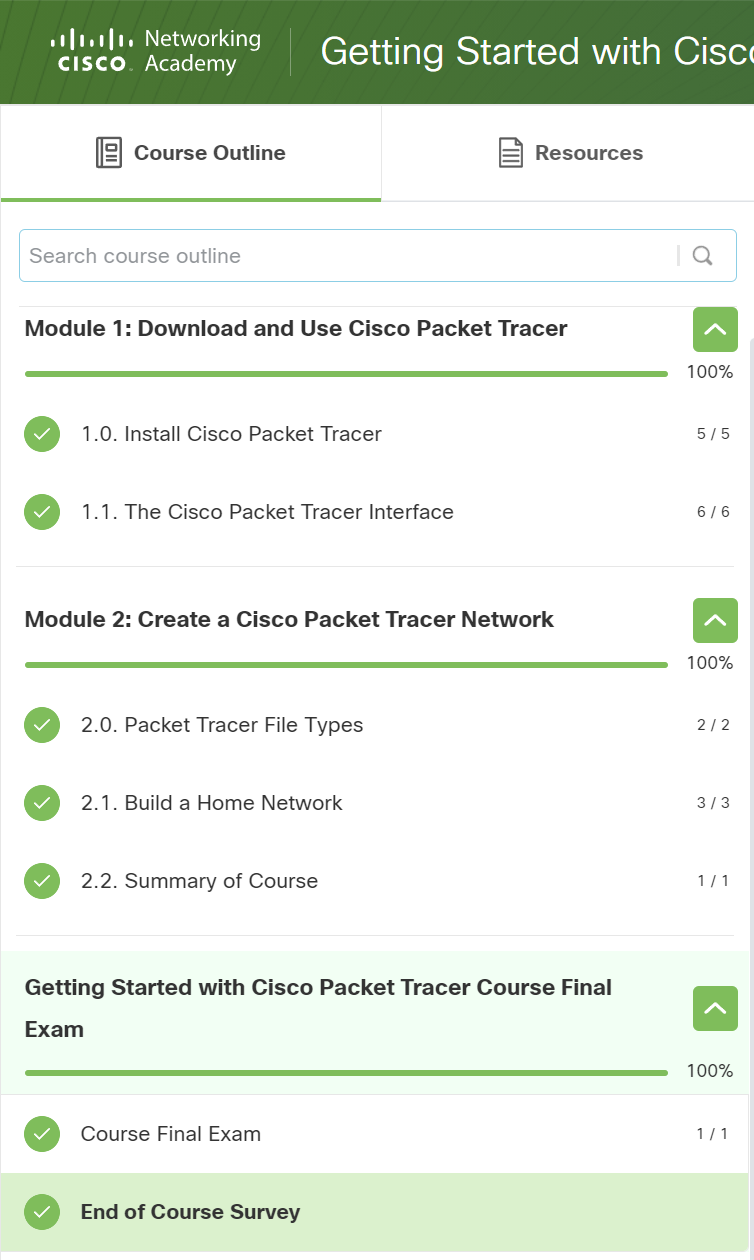 Networking
CISCO Academy
Getting Started with Cisc
Course Outline
Resources
Search course outline
Module 1: Download and Use Cisco Packet Tracer
100%
1.0. Install Cisco Packet Tracer 5 / 5
1.1. The Cisco Packet Tracer Interface 6 / 6
Module 2: Create a Cisco Packet Tracer Network
100%
2.0. Packet Tracer File Types 2 / 2
2.1. Build a Home Network 3 / 3
2.2. Summary of Course 1 / 1
Getting Started with Cisco Packet Tracer Course Final
Exam
100%
Course Final Exam 1 / 1
End of Course Survey